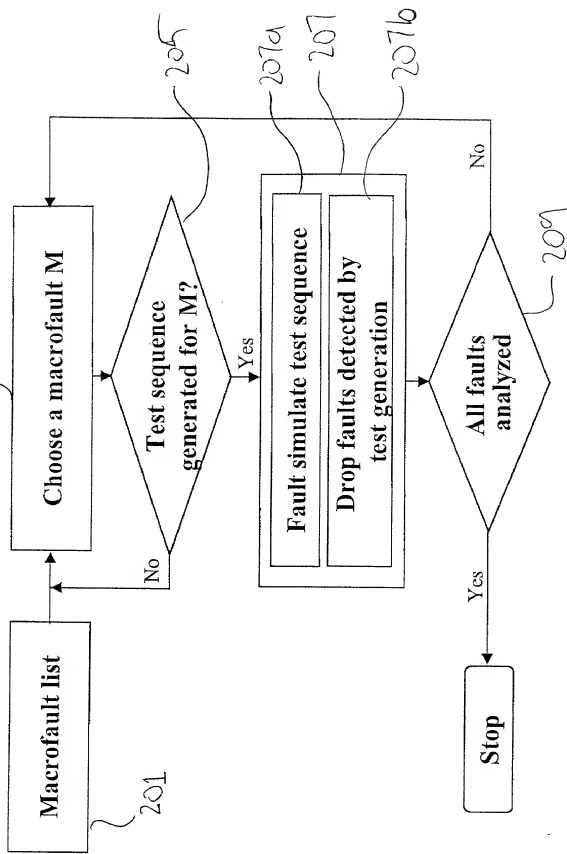 Macrofault list
201
Choose a macrofault M
No
Test sequence
generated for M?
205
Yes
Fault simulate test sequence
207a
207
Drop faults detected by
test generation
207b
All faults
analyzed
209
No
Yes
Stop